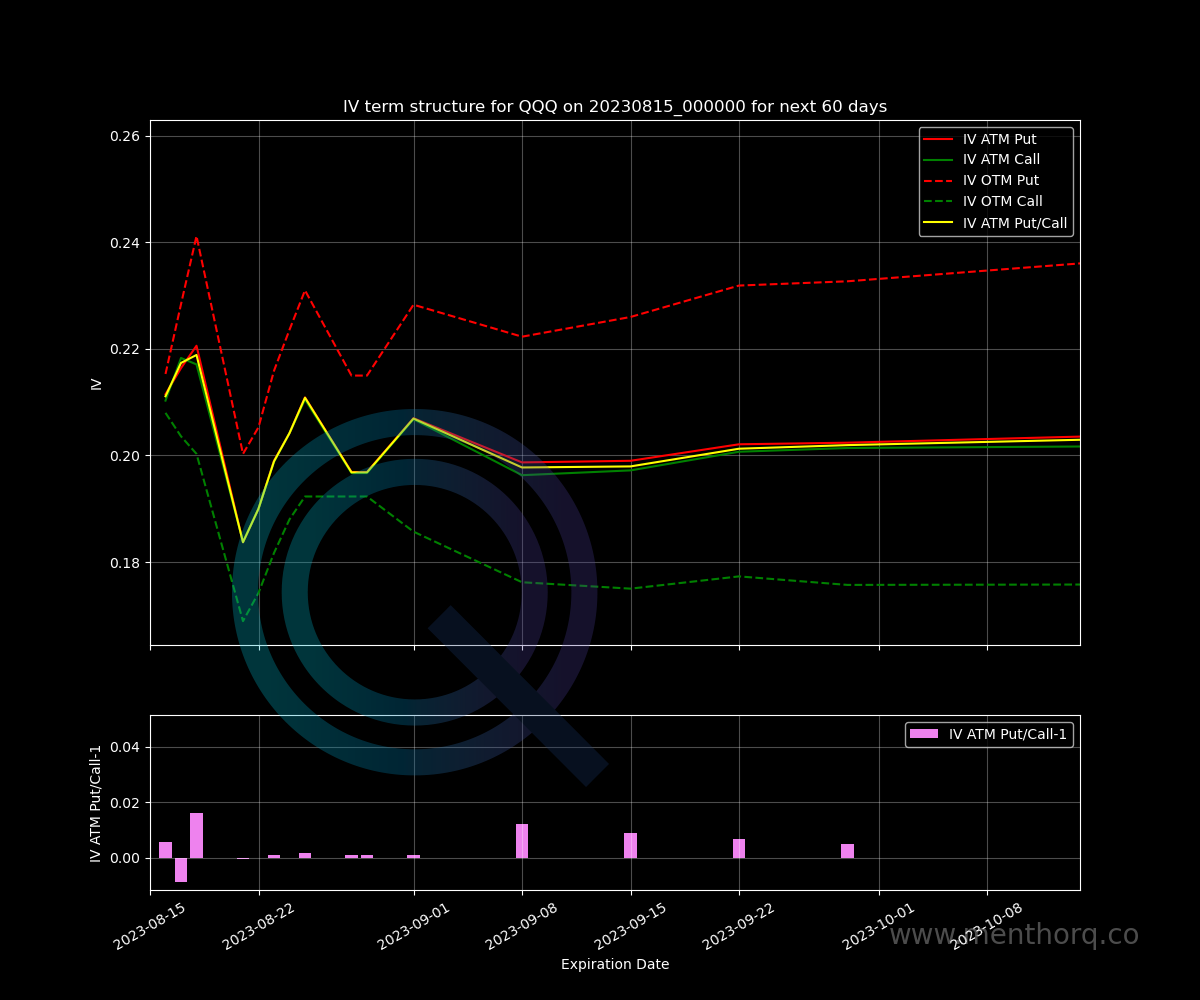 IV term structure for QQQ on 20230815_000000 for next 60 days
0.26
0.24
0.22
0.20
0.18
IV
IV ATM Put
IV ATM Call
IV OTM Put
IV OTM Call
IV ATM Put/Call
0.04
0.02
0.00
IV ATM Put/Call-1
IV ATM Put/Call-1
2023-08-15
2023-08-22
2023-09-01
2023-09-08
2023-09-15
2023-09-22
2023-10-01
2023-10-08
Expiration Date
www.menthorq.co